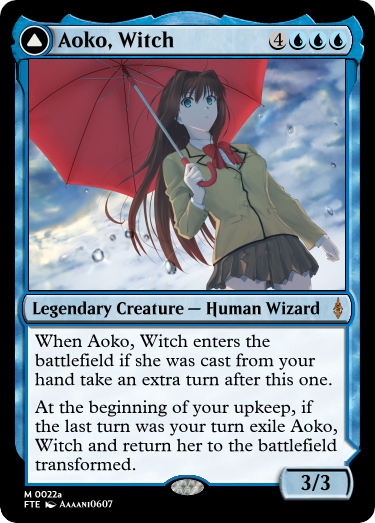 Aoko, Witch 4
Legendary Creature — Human Wizard
When Aoko, Witch enters the
battlefield if she was cast from your
hand take an extra turn after this one.
At the beginning of your upkeep, if
the last turn was your turn exile Aoko,
Witch and return her to the battlefield
transformed.
3/3
M 0022a
FTE Aaaani0607